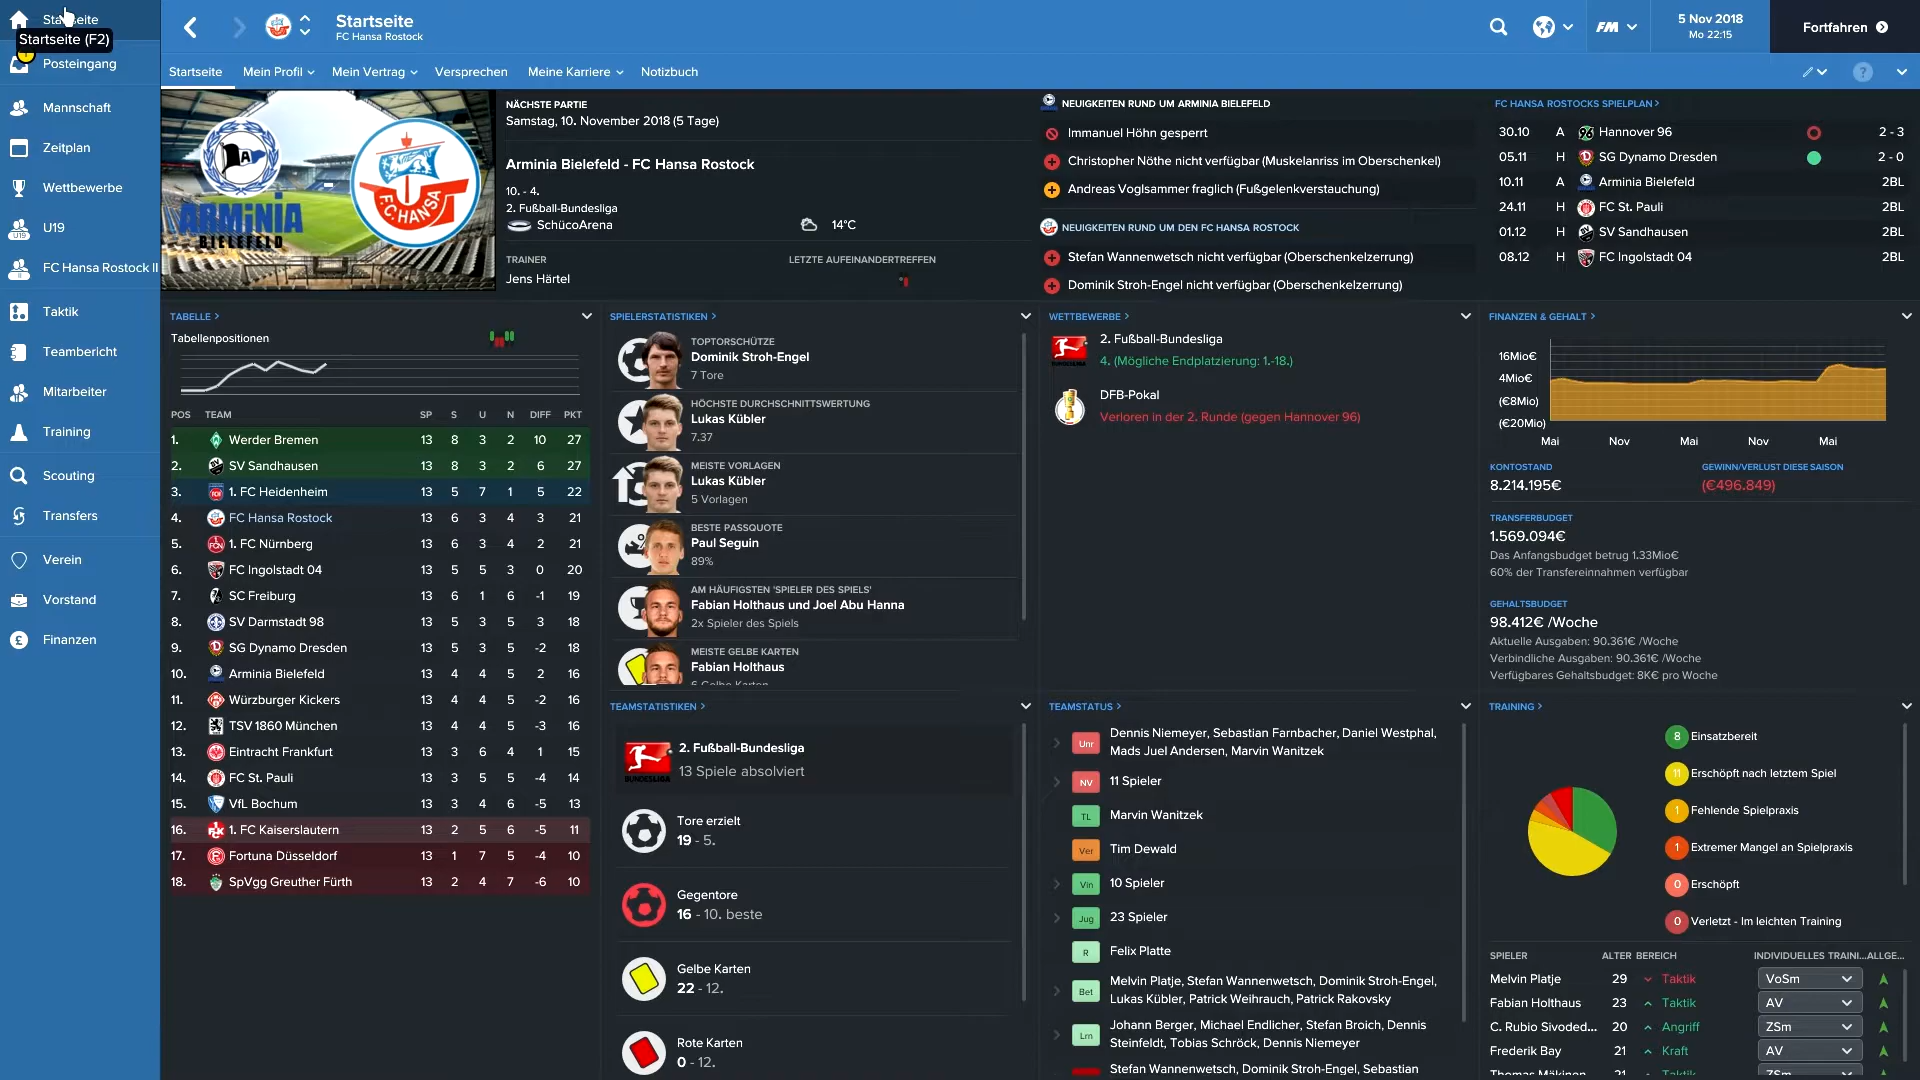 Startseite
Startseite (F2)
Posteingang
Mannschaft
Zeitplan
Wettbewerbe
U19
FC Hansa Rostock II
Taktik
Teambericht
Mitarbeiter
Training
Scouting
Transfers
Verein
Vorstand
Finanzen
Startseite
FC Hansa Rostock
FM
5 Nov 2018
Mo 22:15
Fortfahren
Startseite Mein Profil Mein Vertrag Versprechen Meine Karriere Notizbuch
ARMINIA
BIELEFELD
F.C. HANSA
NÄCHSTE PARTIE
Samstag, 10. November 2018 (5 Tage)
Arminia Bielefeld - FC Hansa Rostock
10. - 4.
2. Fußball-Bundesliga
SchücoArena 14°C
TRAINER LETZTE AUFEINANDERTREFFEN
Jens Härtel
NEUIGKEITEN RUND UM ARMINIA BIELEFELD
Immanuel Höhn gesperrt
Christopher Nöthe nicht verfügbar (Muskelanriss im Oberschenkel)
Andreas Voglsammer fraglich (Fußgelenkverstauchung)
NEUIGKEITEN RUND UM DEN FC HANSA ROSTOCK
Stefan Wannenwetsch nicht verfügbar (Oberschenkelzerrung)
Dominik Stroh-Engel nicht verfügbar (Oberschenkelzerrung)
FC HANSA ROSTOCKS SPIELPLAN >
30.10 A Hannover 96 2 - 3
05.11 H SG Dynamo Dresden 2 - 0
10.11 A Arminia Bielefeld 2BL
24.11 H FC St. Pauli 2BL
01.12 H SV Sandhausen 2BL
08.12 H FC Ingolstadt 04 2BL
TABELLE >
Tabellenpositionen
POS TEAM SP S U N DIFF PKT
1. Werder Bremen 13 8 3 2 10 27
2. SV Sandhausen 13 8 3 2 6 27
3. 1. FC Heidenheim 13 5 7 1 5 22
4. FC Hansa Rostock 13 6 3 4 3 21
5. 1. FC Nürnberg 13 6 3 4 2 21
6. FC Ingolstadt 04 13 5 5 3 0 20
7. SC Freiburg 13 6 1 6 -1 19
8. SV Darmstadt 98 13 5 3 5 3 18
9. SG Dynamo Dresden 13 5 3 5 -2 18
10. Arminia Bielefeld 13 4 4 5 2 16
11. Würzburger Kickers 13 4 4 5 -2 16
12. TSV 1860 München 13 4 4 5 -3 16
13. Eintracht Frankfurt 13 3 6 4 1 15
14. FC St. Pauli 13 3 5 5 -4 14
15. VfL Bochum 13 3 4 6 -5 13
16. 1. FC Kaiserslautern 13 2 5 6 -5 11
17. Fortuna Düsseldorf 13 1 7 5 -4 10
18. SpVgg Greuther Fürth 13 2 4 7 -6 10
SPIELERSTATISTIKEN >
TOPTORSCHÜTZE
Dominik Stroh-Engel
7 Tore
HÖCHSTE DURCHSCHNITTSWERTUNG
Lukas Kübler
7.37
MEISTE VORLAGEN
Lukas Kübler
5 Vorlagen
BESTE PASSQUOTE
Paul Seguin
89%
AM HÄUFIGSTEN 'SPIELER DES SPIELS'
Fabian Holthaus und Joel Abu Hanna
2x Spieler des Spiels
MEISTE GELBE KARTEN
Fabian Holthaus
6 Gelbe Karten
WETTBEWERBE >
2. Fußball-Bundesliga
4. (Mögliche Endplatzierung: 1.-18.)
DFB-Pokal
Verloren in der 2. Runde (gegen Hannover 96)
FINANZEN & GEHALT >
16Mio€
4Mio€
(€8Mio)
(€20Mio)
Mai Nov Mai Nov Mai
KONTOSTAND GEWINN/VERLUST DIESE SAISON
8.214.195€ (€496.849)
TRANSFERBUDGET
1.569.094€
Das Anfangsbudget betrug 1.33Mio€
60% der Transfereinnahmen verfügbar
GEHALTSBUDGET
98.412€ /Woche
Aktuelle Ausgaben: 90.361€ /Woche
Verbindliche Ausgaben: 90.361€ /Woche
Verfügbares Gehaltsbudget: 8K€ pro Woche
TEAMSTATISTIKEN >
2. Fußball-Bundesliga
13 Spiele absolviert
BUNDESLIGA
Tore erzielt
19 - 5.
Gegentore
16 - 10. beste
Gelbe Karten
22 - 12.
Rote Karten
0 - 12.
TEAMSTATUS >
Unr Dennis Niemeyer, Sebastian Farnbacher, Daniel Westphal,
Mads Juel Andersen, Marvin Wanitzek
NV 11 Spieler
TL Marvin Wanitzek
Ver Tim Dewald
Vin 10 Spieler
Jug 23 Spieler
R Felix Platte
Bet Melvin Platje, Stefan Wannenwetsch, Dominik Stroh-Engel,
Lukas Kübler, Patrick Weihrauch, Patrick Rakovsky
Lrn Johann Berger, Michael Endlicher, Stefan Broich, Dennis
Steinfeldt, Tobias Schröck, Dennis Niemeyer
Stefan Wannenwetsch, Dominik Stroh-Engel, Sebastian
TRAINING >
8 Einsatzbereit
11 Erschöpft nach letztem Spiel
1 Fehlende Spielpraxis
1 Extremer Mangel an Spielpraxis
0 Erschöpft
0 Verletzt - Im leichten Training
SPIELER ALTER BEREICH INDIVIDUELLES TRAINI... ALLGE...
Melvin Platje 29 Taktik VoSm
Fabian Holthaus 23 Taktik AV
C. Rubio Sivoded... 20 Angriff ZSm
Frederik Bay 21 Kraft AV
Thomas Mäkinen 21 Taktik ZSm